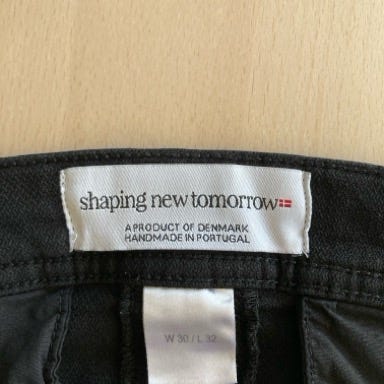 shaping new tomorrow
A PRODUCT OF DENMARK
HANDMADE IN PORTUGAL
W 30 / L 32